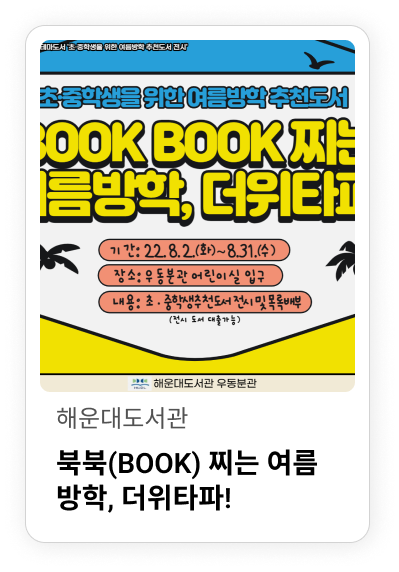 테마도서 '초·중학생을 위한 여름방학 추천도서 전시'
초·중학생을 위한 여름방학 추천도서
BOOK BOOK 찌는
여름방학, 더위타파
기간: 22.8.2.(화)~8.31.(수)
장소: 우동분관 어린이실 입구
내용: 초·중학생추천도서전시및목록배부
(전시 도서 대출가능)
해운대도서관 우동분관
해운대도서관
북북(BOOK) 찌는 여름
방학, 더위타파!